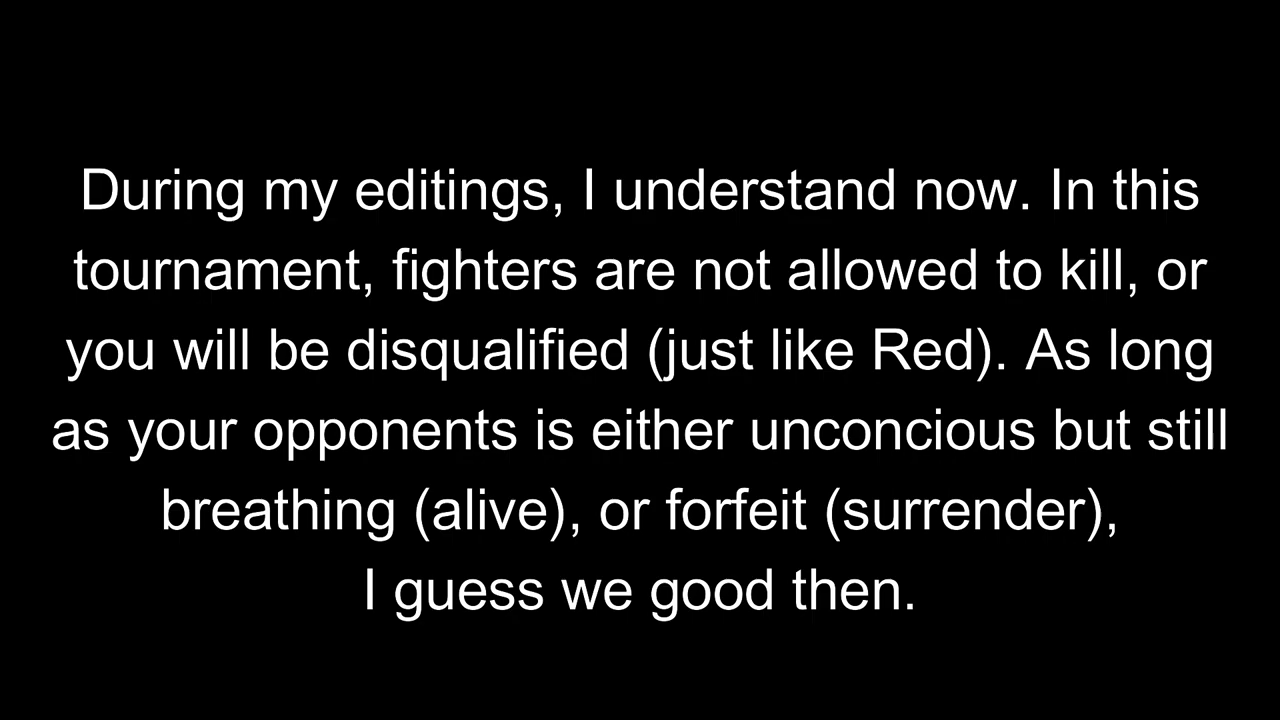 During my editings, I understand now. In this
tournament, fighters are not allowed to kill, or
you will be disqualified (just like Red). As long
as your opponents is either unconcious but still
breathing (alive), or forfeit (surrender),
I guess we good then.